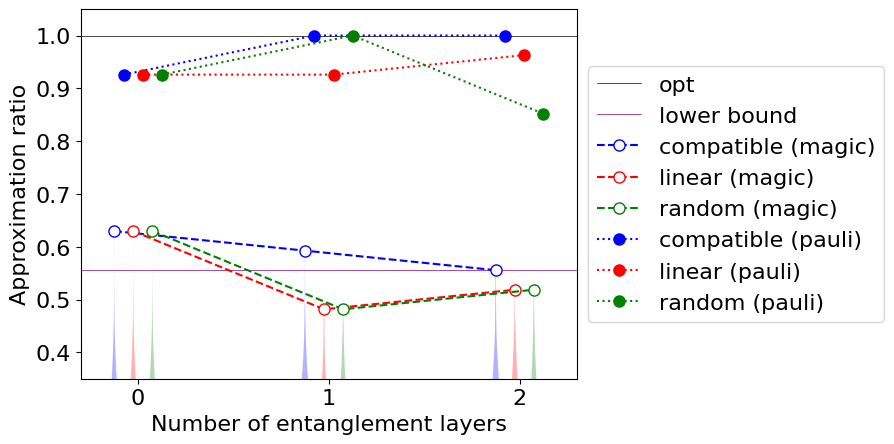 1.0
0.9
0.8
0.7
0.6
0.5
0.4
Approximation ratio
0 1 2
Number of entanglement layers
opt
lower bound
compatible (magic)
linear (magic)
random (magic)
compatible (pauli)
linear (pauli)
random (pauli)